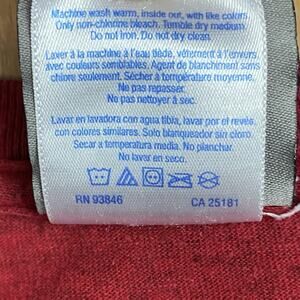 Machine wash warm, inside out, with like colors.
Only non-chlorine bleach. Tumble dry medium.
Do not iron. Do not dry clean.
Laver à la machine à l'eau tiède, vêtement à l'envers,
avec couleurs semblables. Agent de blanchiment sans
chlore seulement. Sécher à température moyenne.
Ne pas repasser.
Ne pas nettoyer à sec.
Lavar en lavadora con agua tibia, lavar por el revés,
con colores similares. Solo blanqueador sin cloro.
Secar a temperatura media. No planchar.
No lavar en seco.
RN 93846 CA 25181